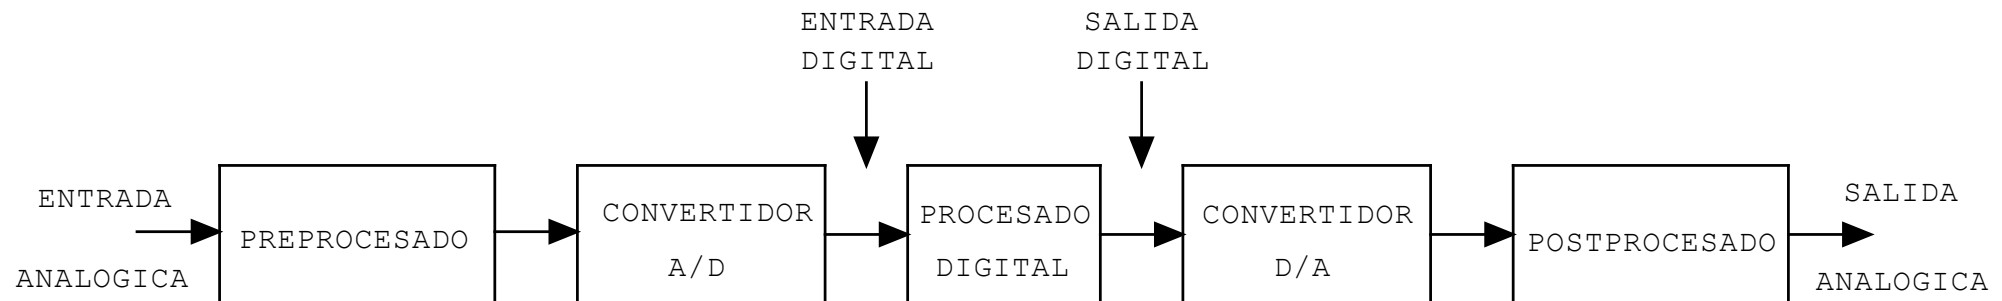 ENTRADA
DIGITAL
SALIDA
DIGITAL
ENTRADA
ANALOGICA
PREPROCESADO
CONVERTIDOR
A/D
PROCESADO
DIGITAL
CONVERTIDOR
D/A
POSTPROCESADO
SALIDA
ANALOGICA